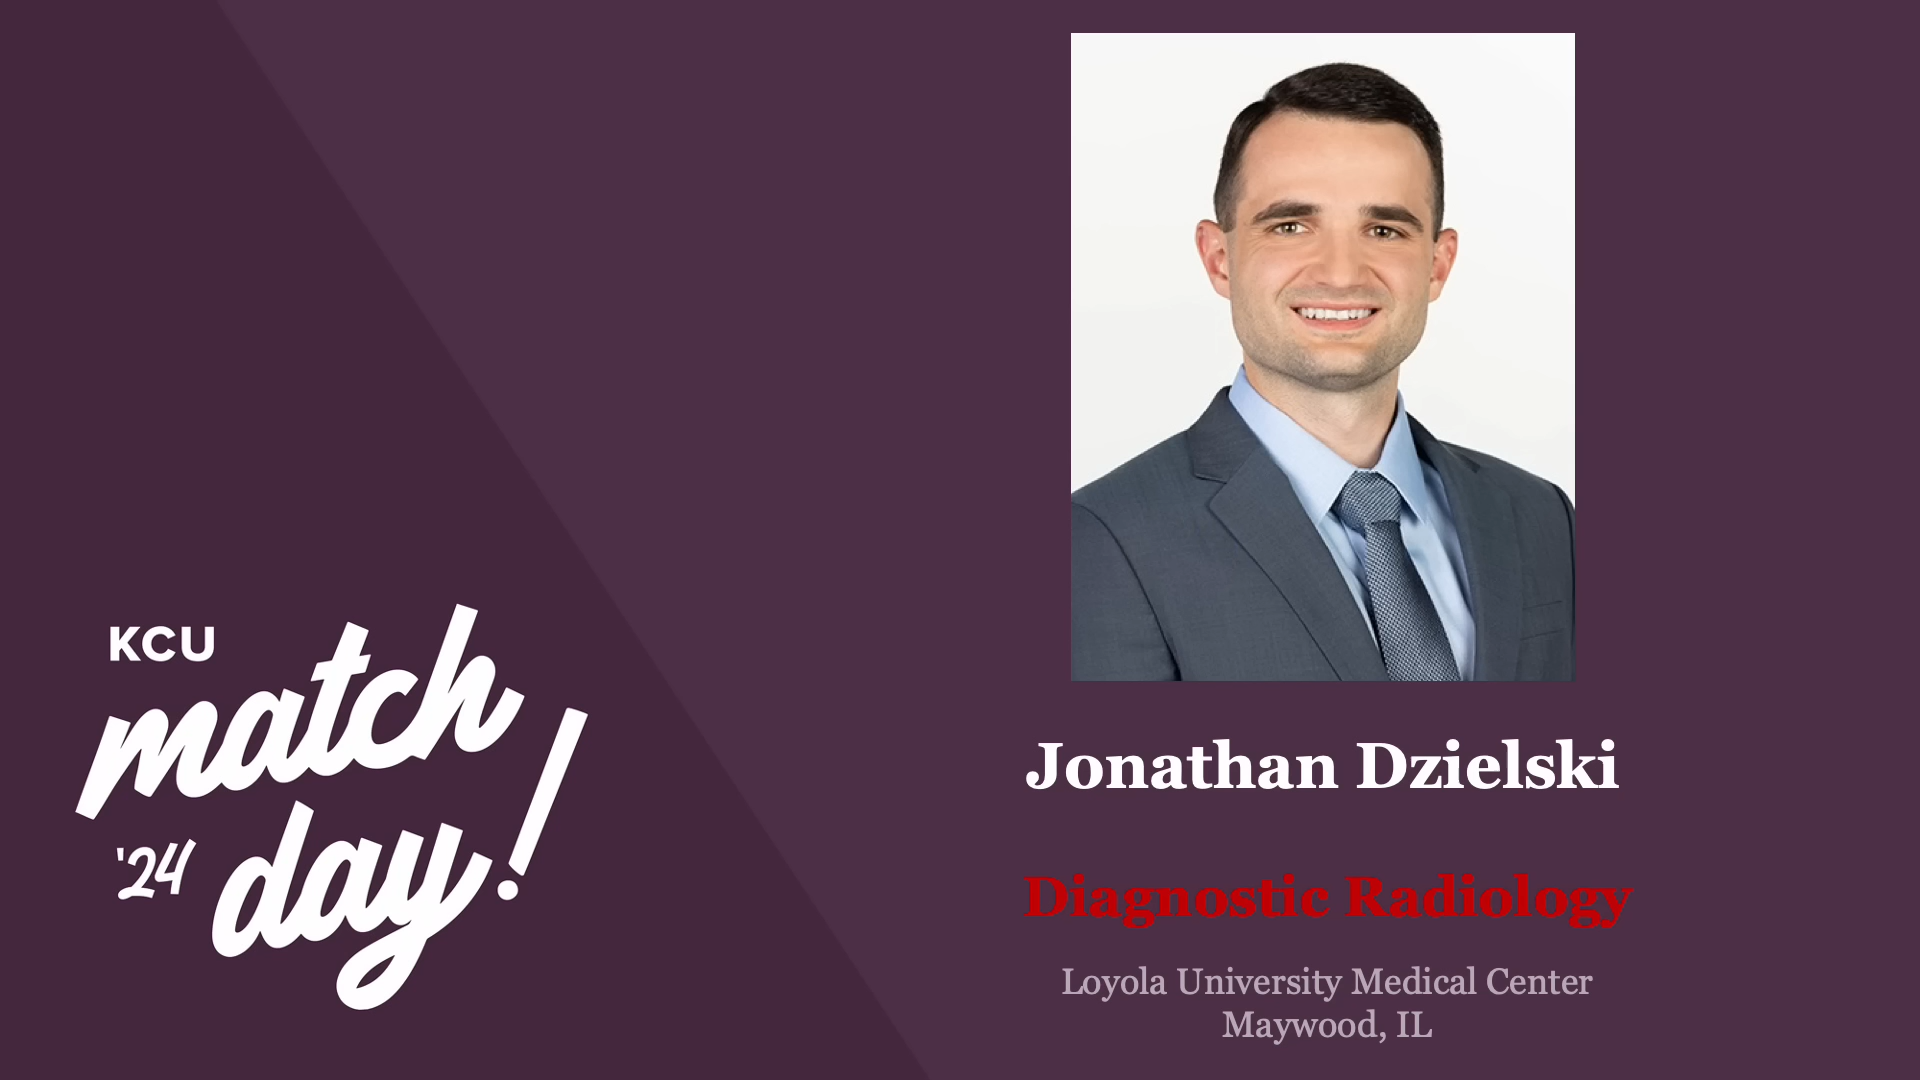 KCU
match
'24 day!
Jonathan Dzielski
Diagnostic Radiology
Loyola University Medical Center
Maywood, IL